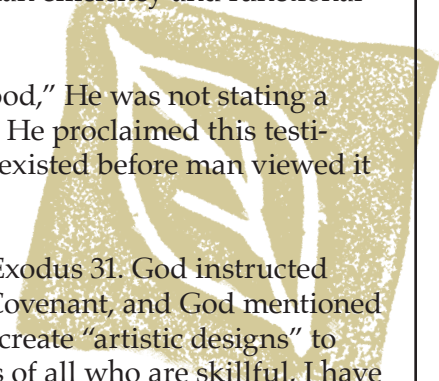 ood,” He was not stating a
He proclaimed this testi-
existed before man viewed it
Exodus 31. God instructed
Covenant, and God mentioned
create “artistic designs” to
s of all who are skillful, I have